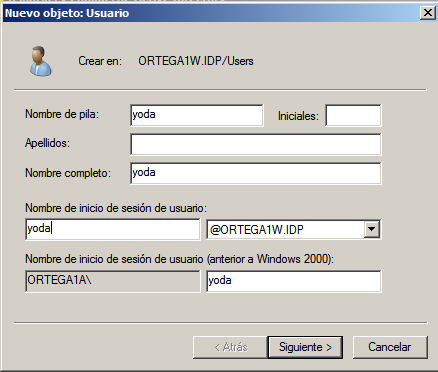 Nuevo objeto: Usuario
Crear en: ORTEGA1W.IDP/Users
Nombre de pila: yoda Iniciales:
Apellidos:
Nombre completo: yoda
Nombre de inicio de sesión de usuario:
yoda @ORTEGA1W.IDP
Nombre de inicio de sesión de usuario (anterior a Windows 2000):
ORTEGA1A\ yoda
< Atrás Siguiente > Cancelar